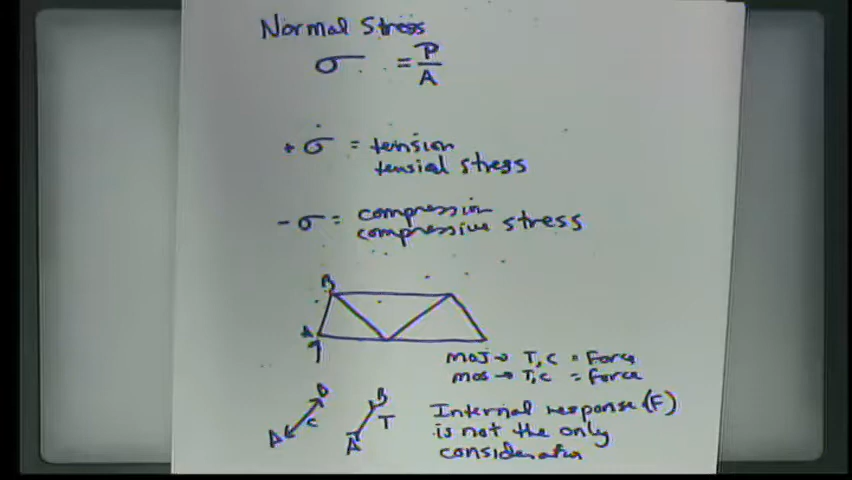 Normal Stress
σ = P/A
+ σ = tension
tensial stress
- σ = compression
compressive stress
B
A
MOJ → T, C = Force
MOS → T, C = Force
B
A C
B
T
A
Internal response (F)
is not the only
consideration